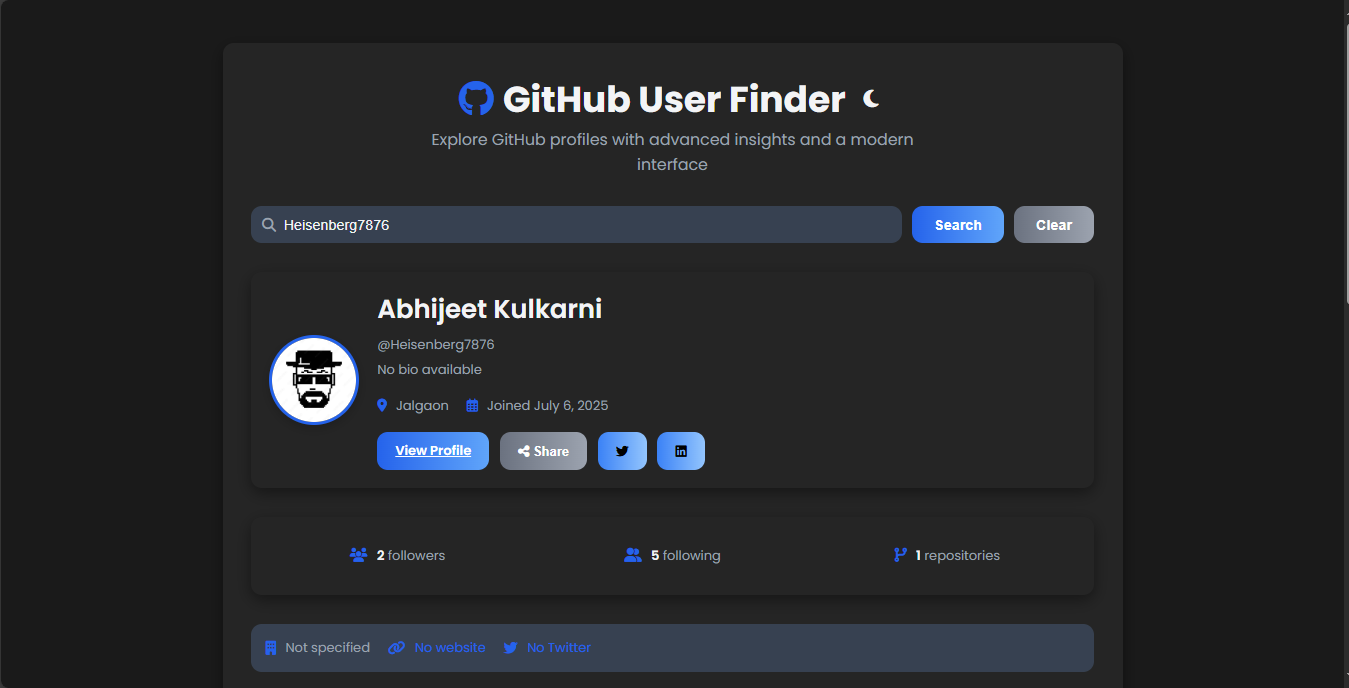 GitHub User Finder
Explore GitHub profiles with advanced insights and a modern
interface
Heisenberg7876 Search Clear
Abhijeet Kulkarni
@Heisenberg7876
No bio available
Jalgaon Joined July 6, 2025
View Profile Share
2 followers 5 following 1 repositories
Not specified No website No Twitter